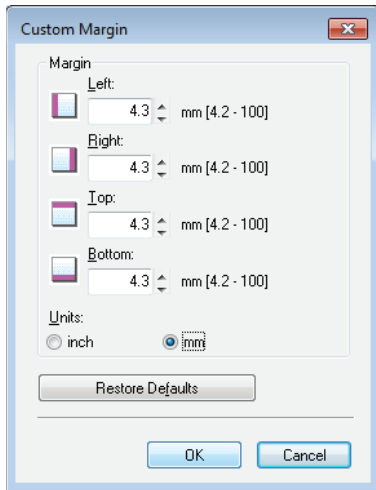 Custom Margin
Margin
Left:
4.3 mm [4.2 - 100]
Right:
4.3 mm [4.2 - 100]
Top:
4.3 mm [4.2 - 100]
Bottom:
4.3 mm [4.2 - 100]
Units:
inch mm
Restore Defaults
OK Cancel